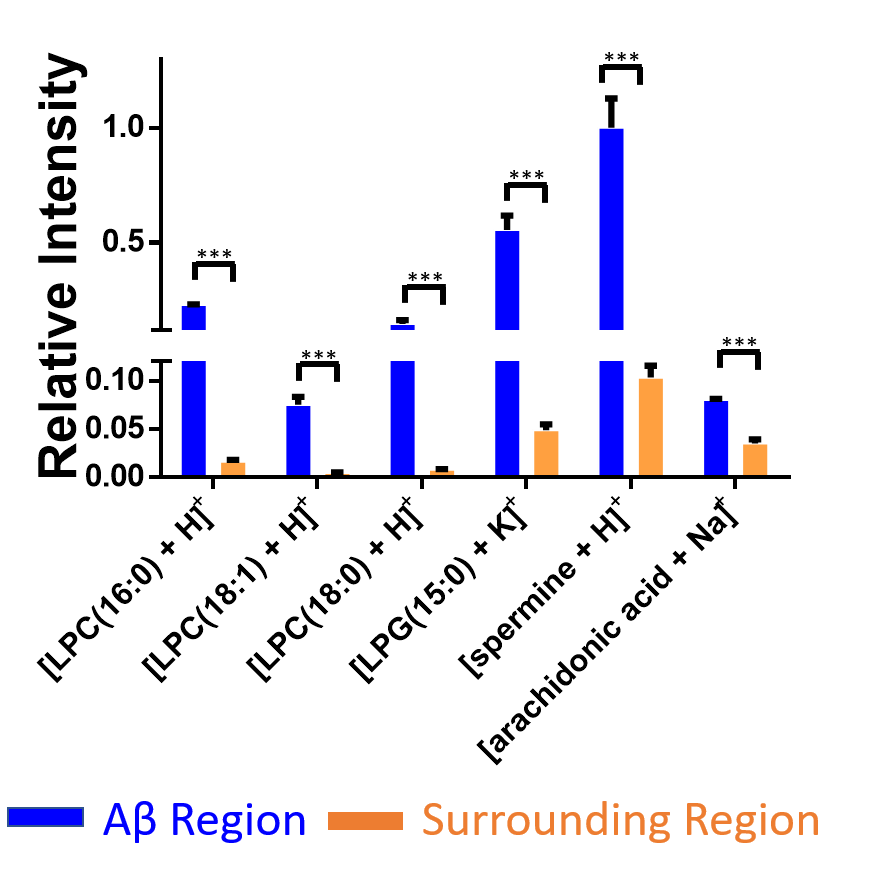 Relative Intensity
1.0
0.5
0.10
0.05
0.00
***
***
***
***
***
***
[LPC(16:0) + H]⁺
[LPC(18:1) + H]⁺
[LPC(18:0) + H]⁺
[LPG(15:0) + K]⁺
[spermine + H]⁺
[arachidonic acid + Na]⁺
Aβ Region
Surrounding Region